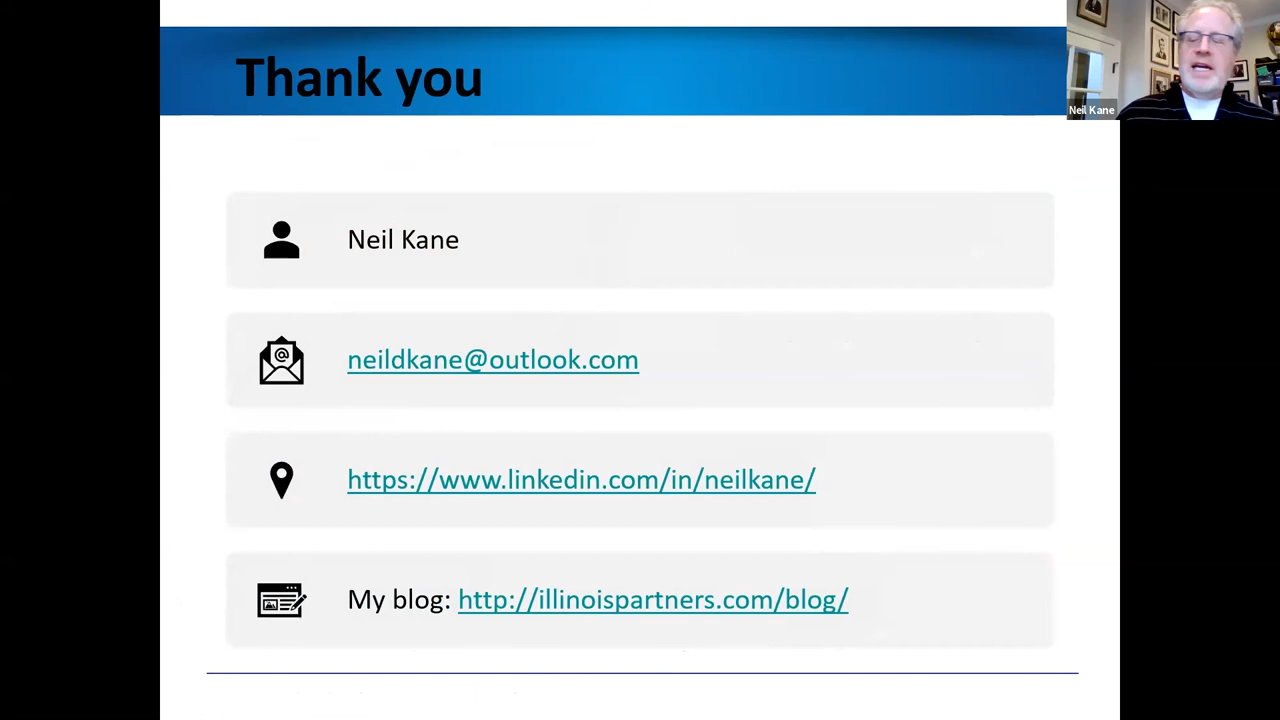 Thank you
Neil Kane
Neil Kane
neildkane@outlook.com
https://www.linkedin.com/in/neilkane/
My blog: http://illinoispartners.com/blog/